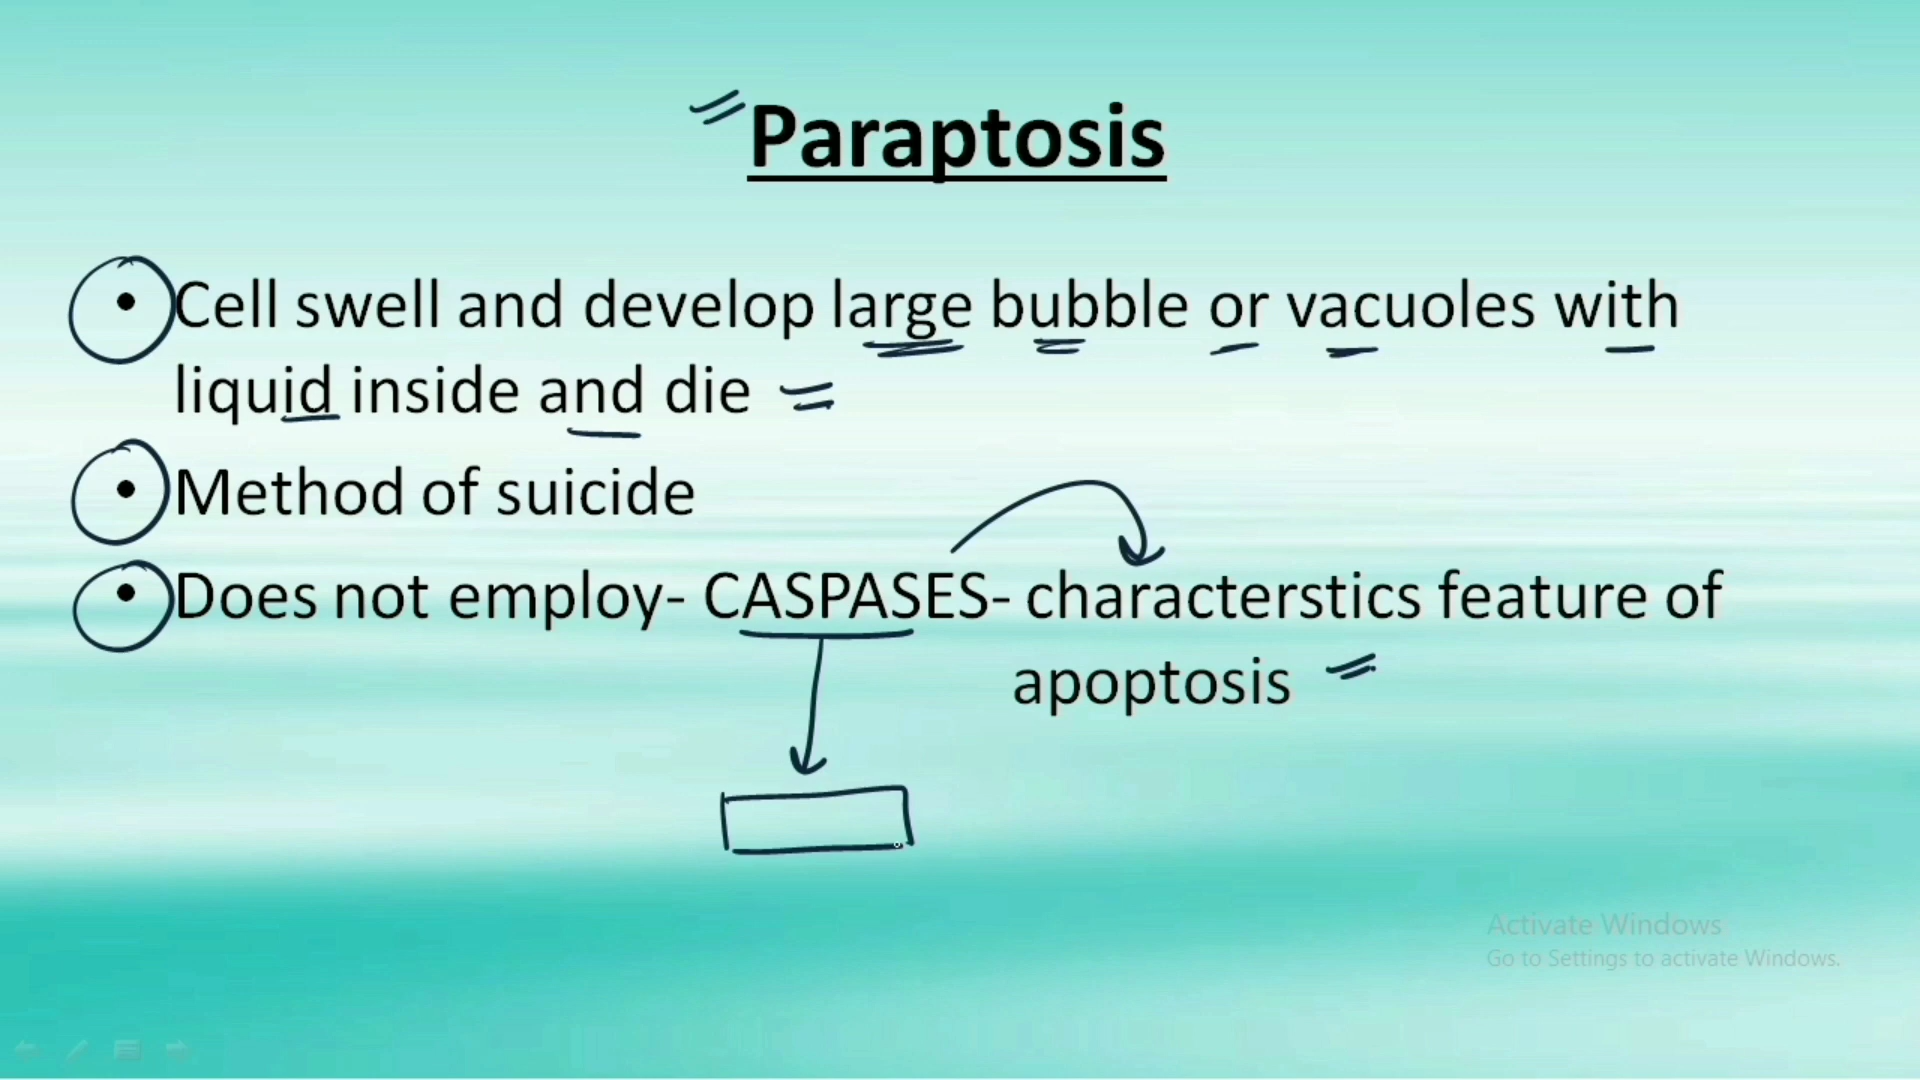 Paraptosis
• Cell swell and develop large bubble or vacuoles with
liquid inside and die
• Method of suicide
• Does not employ- CASPASES- characterstics feature of
apoptosis
Activate Windows
Go to Settings to activate Windows.